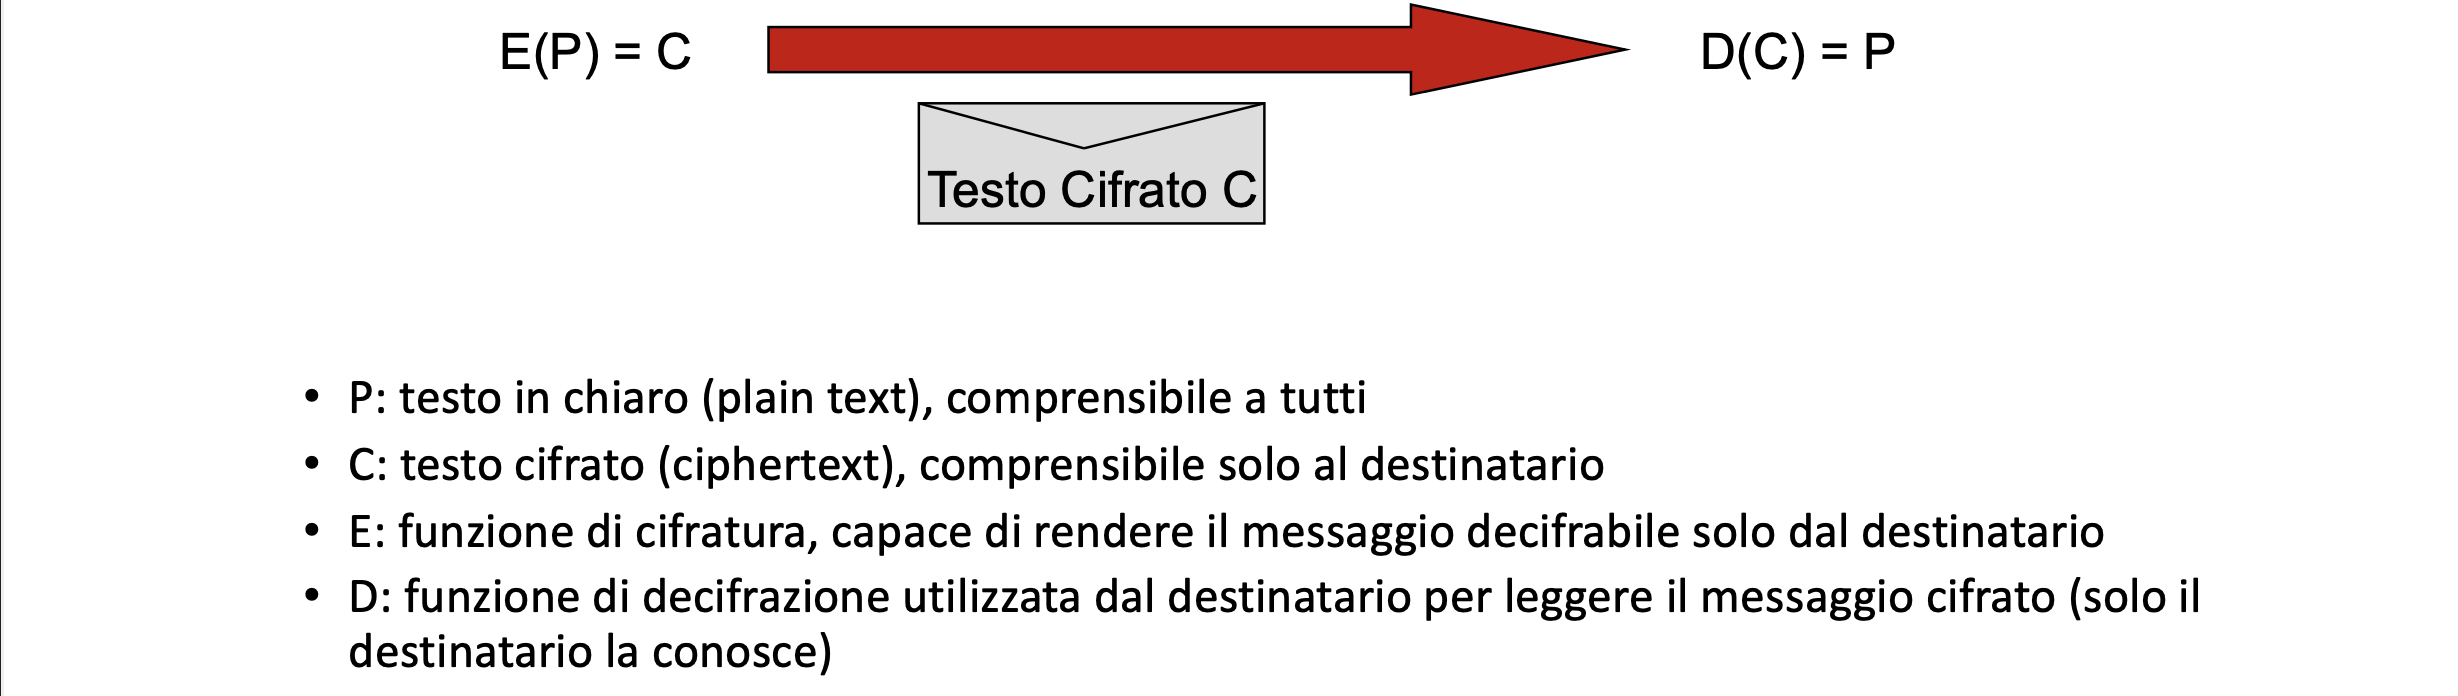 E(P) = C
D(C) = P
Testo Cifrato C
• P: testo in chiaro (plain text), comprensibile a tutti
• C: testo cifrato (ciphertext), comprensibile solo al destinatario
• E: funzione di cifratura, capace di rendere il messaggio decifrabile solo dal destinatario
• D: funzione di decifrazione utilizzata dal destinatario per leggere il messaggio cifrato (solo il
destinatario la conosce)